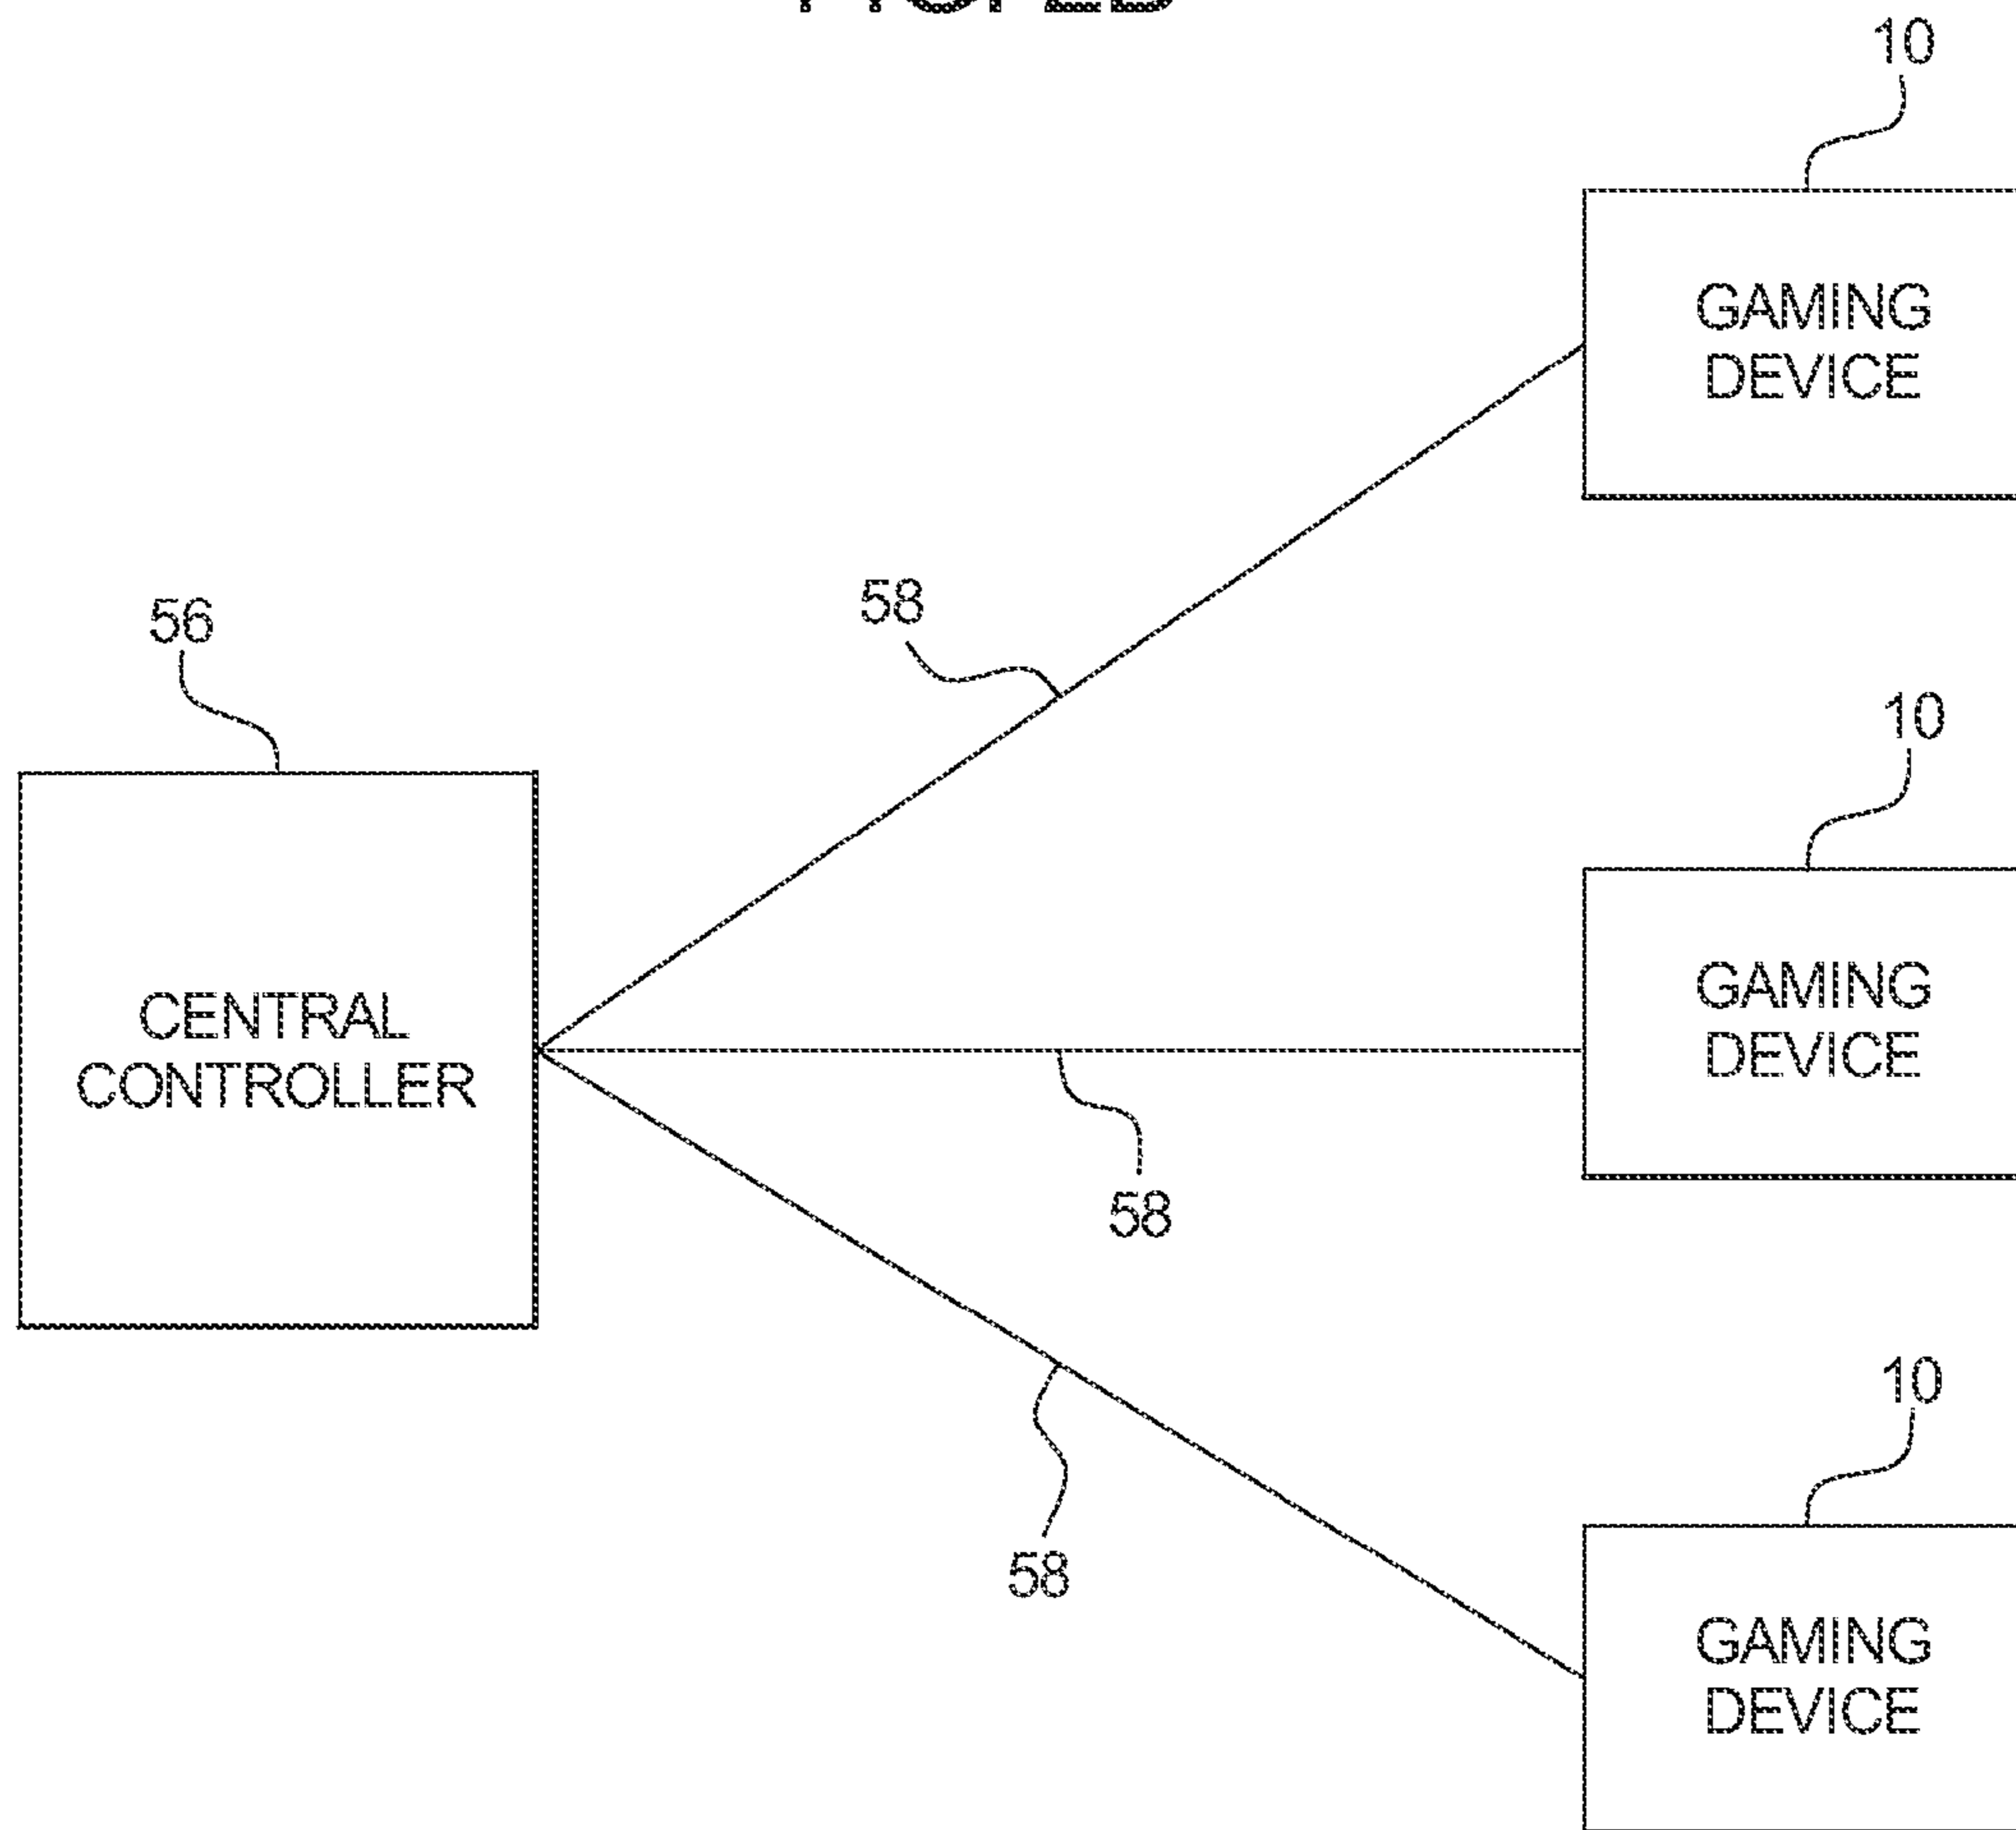 10
GAMING
DEVICE
58
56
10
CENTRAL
CONTROLLER
GAMING
DEVICE
58
10
58
GAMING
DEVICE